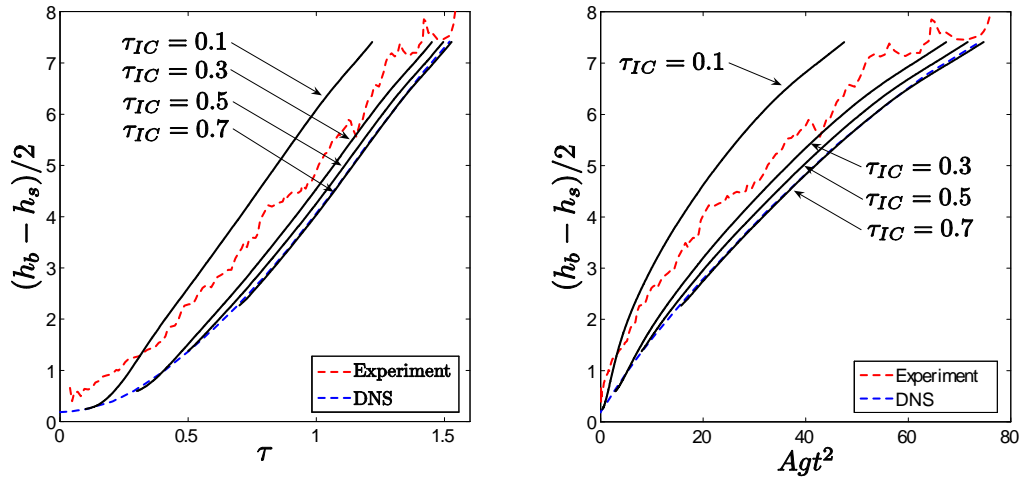 (h_b − h_s)/2
8
7
6
5
4
3
2
1
0
τ_IC = 0.1
τ_IC = 0.3
τ_IC = 0.5
τ_IC = 0.7
Experiment
DNS
0
0.5
1
1.5
τ
(h_b − h_s)/2
8
7
6
5
4
3
2
1
0
τ_IC = 0.1
τ_IC = 0.3
τ_IC = 0.5
τ_IC = 0.7
Experiment
DNS
0
20
40
60
80
Agt²